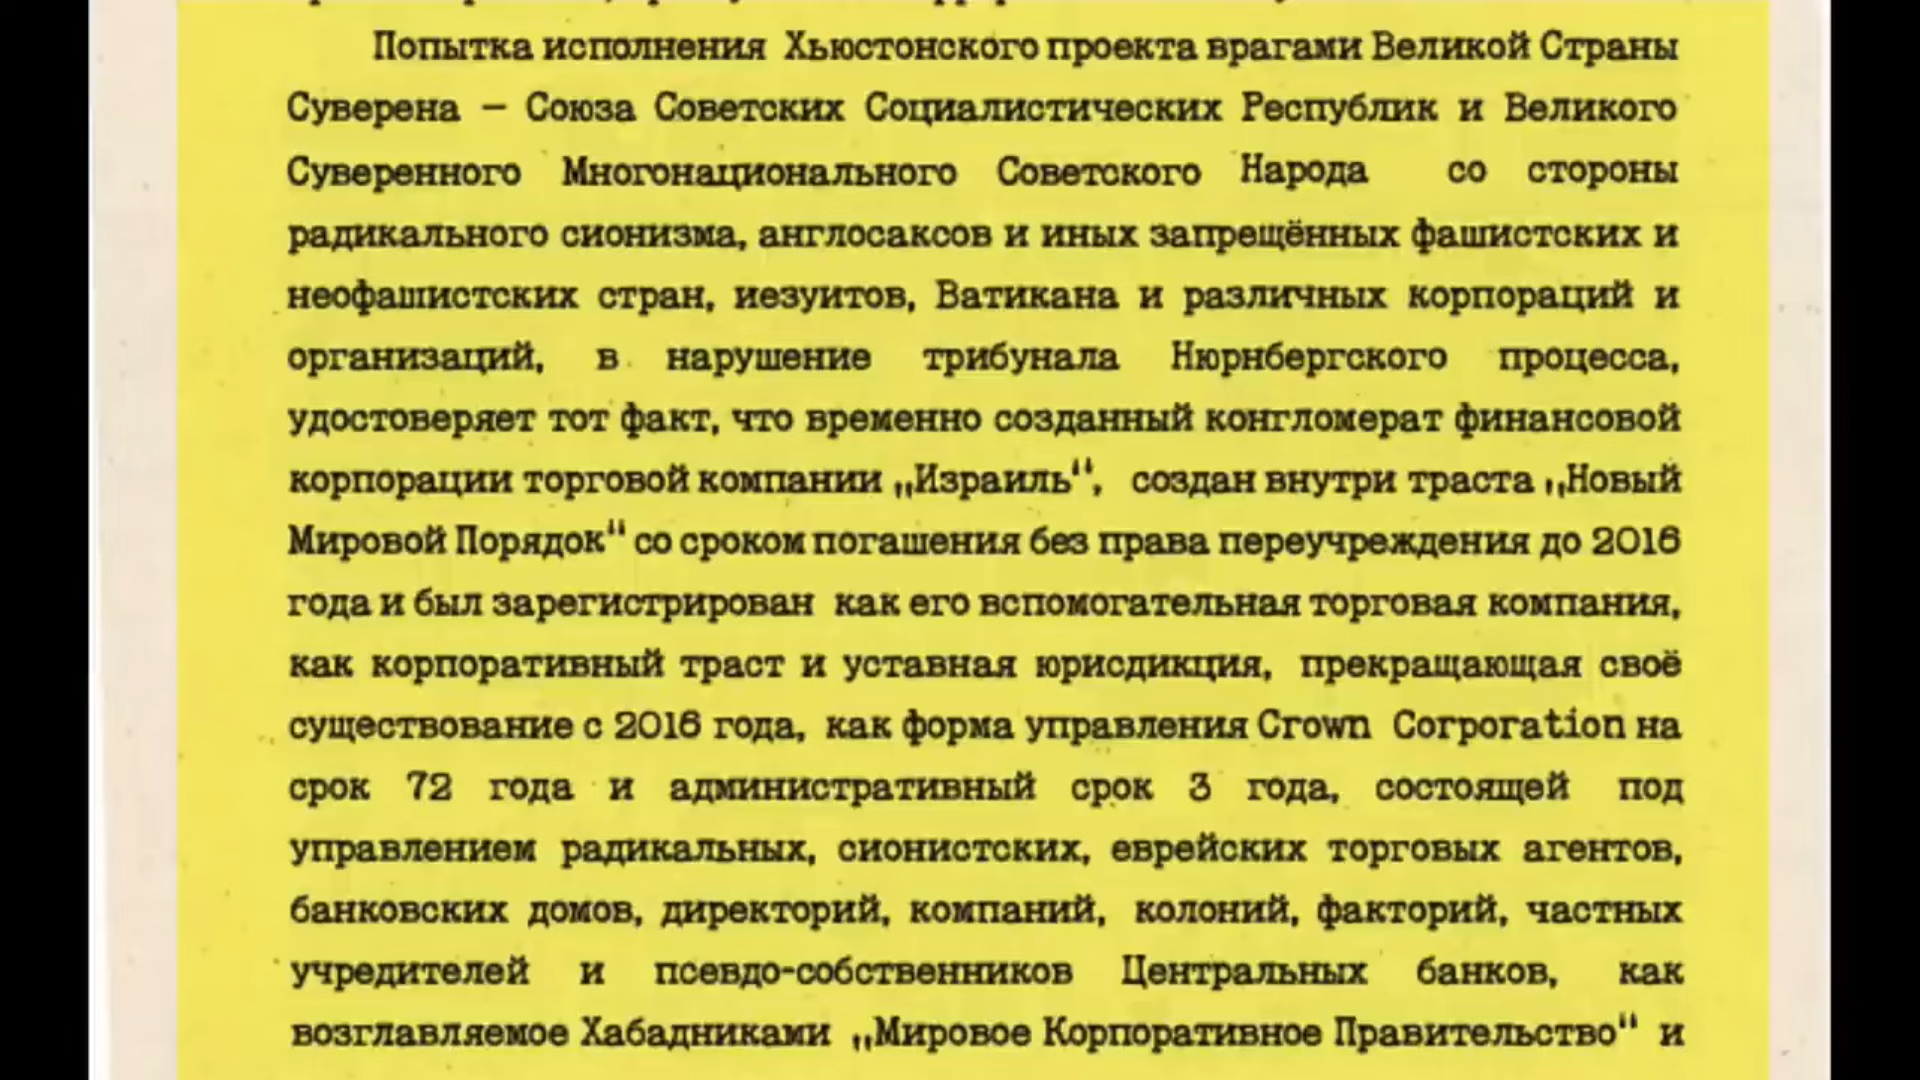 Попытка исполнения Хьюстонского проекта врагами Великой Страны
Суверена – Союза Советских Социалистических Республик и Великого
Суверенного Многонационального Советского Народа со стороны
радикального сионизма, англосаксов и иных запрещённых фашистских и
неофашистских стран, иезуитов, Ватикана и различных корпораций и
организаций, в нарушение трибунала Нюрнбергского процесса,
удостоверяет тот факт, что временно созданный конгломерат финансовой
корпорации торговой компании „Израиль“, создан внутри траста „Новый
Мировой Порядок“ со сроком погашения без права переучреждения до 2016
года и был зарегистрирован как его вспомогательная торговая компания,
как корпоративный траст и уставная юрисдикция, прекращающая своё
существование с 2016 года, как форма управления Crown Corporation на
срок 72 года и административный срок 3 года, состоящей под
управлением радикальных, сионистских, еврейских торговых агентов,
банковских домов, директорий, компаний, колоний, факторий, частных
учредителей и псевдо-собственников Центральных банков, как
возглавляемое Хабадниками „Мировое Корпоративное Правительство“ и